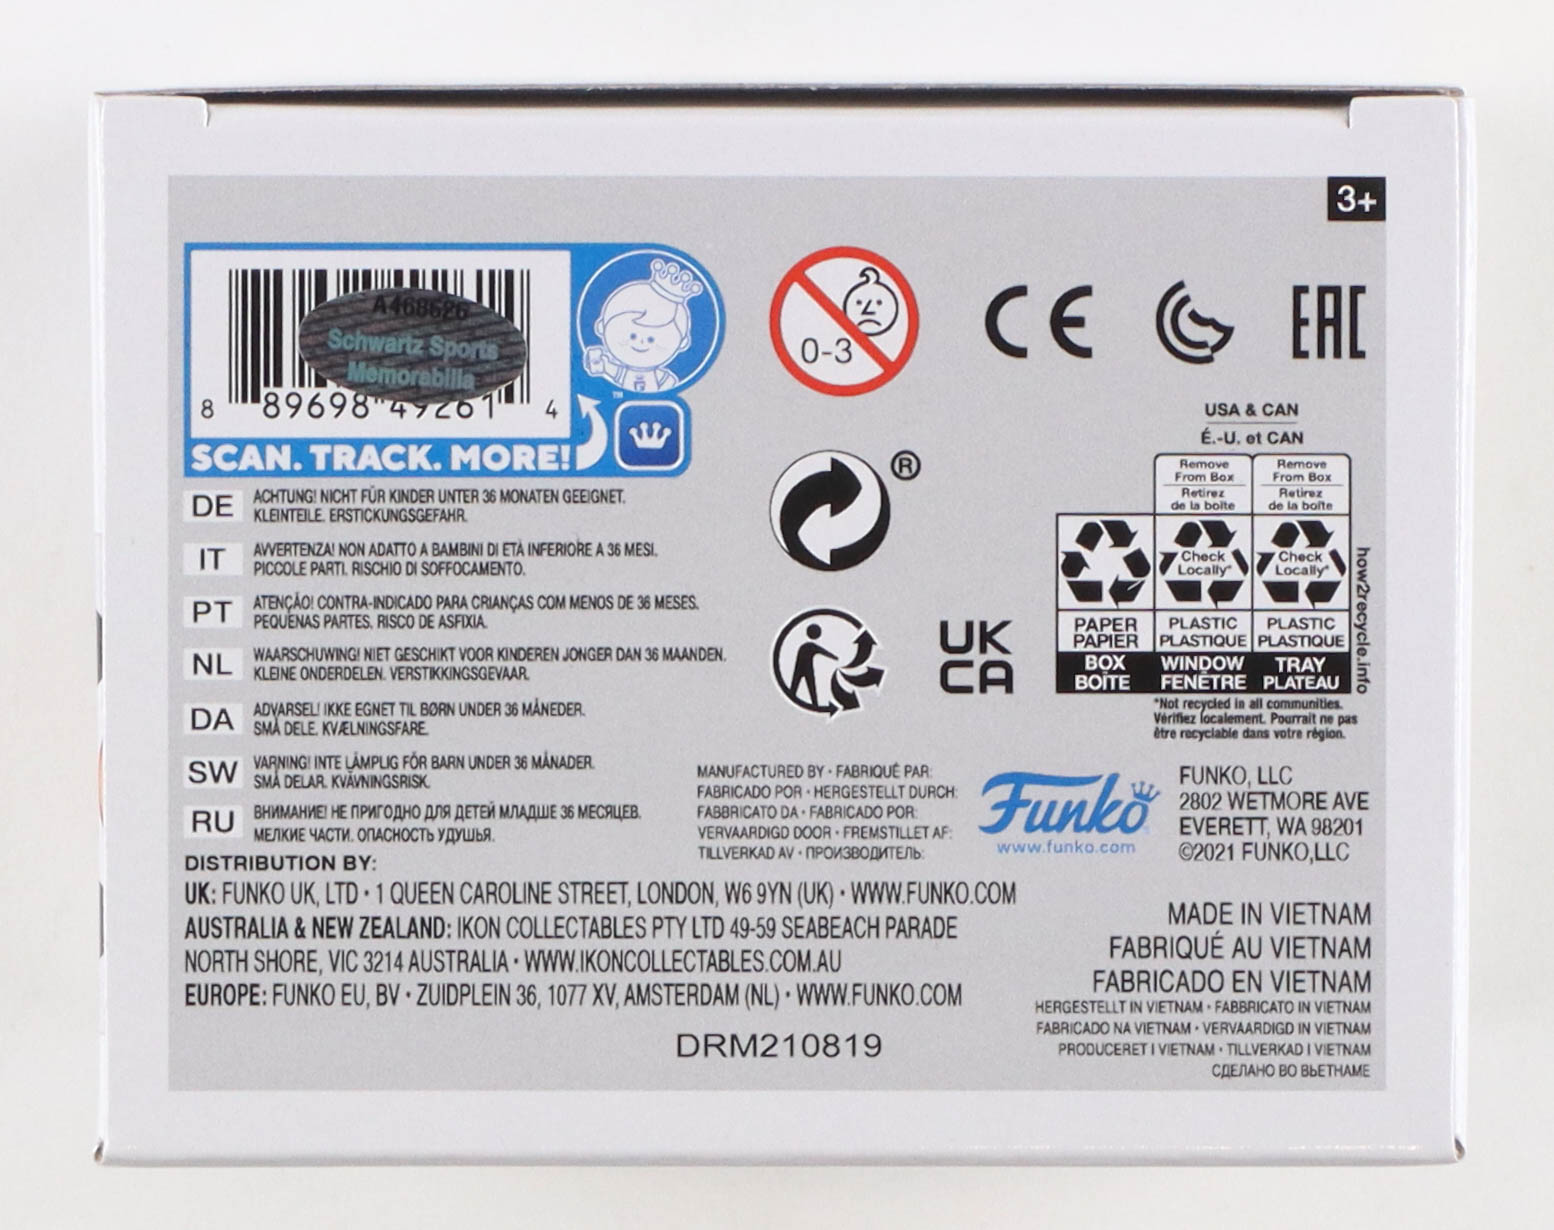 3+
A468526
Schwartz Sports
Memorabilia
8 89698 49261 4
SCAN. TRACK. MORE!
™
0-3
CE
EAC
®
UK
CA
USA & CAN
É.-U. et CAN
Remove
From Box
Retirez
de la boîte
Remove
From Box
Retirez
de la boîte
Check
Locally*
Check
Locally*
PAPER
PAPIER
PLASTIC
PLASTIQUE
PLASTIC
PLASTIQUE
BOX
BOÎTE
WINDOW
FENÊTRE
TRAY
PLATEAU
how2recycle.info
*Not recycled in all communities.
Vérifiez localement. Pourrait ne pas
être recyclable dans votre région.
DE ACHTUNG! NICHT FÜR KINDER UNTER 36 MONATEN GEEIGNET.
KLEINTEILE. ERSTICKUNGSGEFAHR.
IT AVVERTENZA! NON ADATTO A BAMBINI DI ETÀ INFERIORE A 36 MESI.
PICCOLE PARTI. RISCHIO DI SOFFOCAMENTO.
PT ATENÇÃO! CONTRA-INDICADO PARA CRIANÇAS COM MENOS DE 36 MESES.
PEQUENAS PARTES. RISCO DE ASFIXIA.
NL WAARSCHUWING! NIET GESCHIKT VOOR KINDEREN JONGER DAN 36 MAANDEN.
KLEINE ONDERDELEN. VERSTIKKINGSGEVAAR.
DA ADVARSEL! IKKE EGNET TIL BØRN UNDER 36 MÅNEDER.
SMÅ DELE. KVÆLNINGSFARE.
SW VARNING! INTE LÄMPLIG FÖR BARN UNDER 36 MÅNADER.
SMÅ DELAR. KVÄVNINGSRISK.
RU ВНИМАНИЕ! НЕ ПРИГОДНО ДЛЯ ДЕТЕЙ МЛАДШЕ 36 МЕСЯЦЕВ.
МЕЛКИЕ ЧАСТИ. ОПАСНОСТЬ УДУШЬЯ.
MANUFACTURED BY • FABRIQUÉ PAR:
FABRICADO POR • HERGESTELLT DURCH:
FABBRICATO DA • FABRICADO POR:
VERVAARDIGD DOOR • FREMSTILLET AF:
TILLVERKAD AV • ПРОИЗВОДИТЕЛЬ:
Funko
www.funko.com
FUNKO, LLC
2802 WETMORE AVE
EVERETT, WA 98201
©2021 FUNKO,LLC
DISTRIBUTION BY:
UK: FUNKO UK, LTD • 1 QUEEN CAROLINE STREET, LONDON, W6 9YN (UK) • WWW.FUNKO.COM
AUSTRALIA & NEW ZEALAND: IKON COLLECTABLES PTY LTD 49-59 SEABEACH PARADE
NORTH SHORE, VIC 3214 AUSTRALIA • WWW.IKONCOLLECTABLES.COM.AU
EUROPE: FUNKO EU, BV • ZUIDPLEIN 36, 1077 XV, AMSTERDAM (NL) • WWW.FUNKO.COM
DRM210819
MADE IN VIETNAM
FABRIQUÉ AU VIETNAM
FABRICADO EN VIETNAM
HERGESTELLT IN VIETNAM • FABBRICATO IN VIETNAM
FABRICADO NA VIETNAM • VERVAARDIGD IN VIETNAM
PRODUCERET I VIETNAM • TILLVERKAD I VIETNAM
СДЕЛАНО ВО ВЬЕТНАМЕ